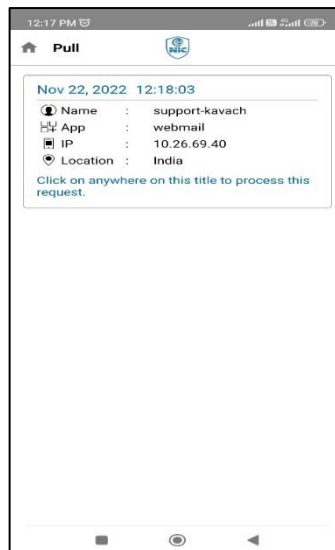 12:17 PM
Pull
NIC
Nov 22, 2022 12:18:03
Name : support-kavach
App : webmail
IP : 10.26.69.40
Location : India
Click on anywhere on this title to process this
request.